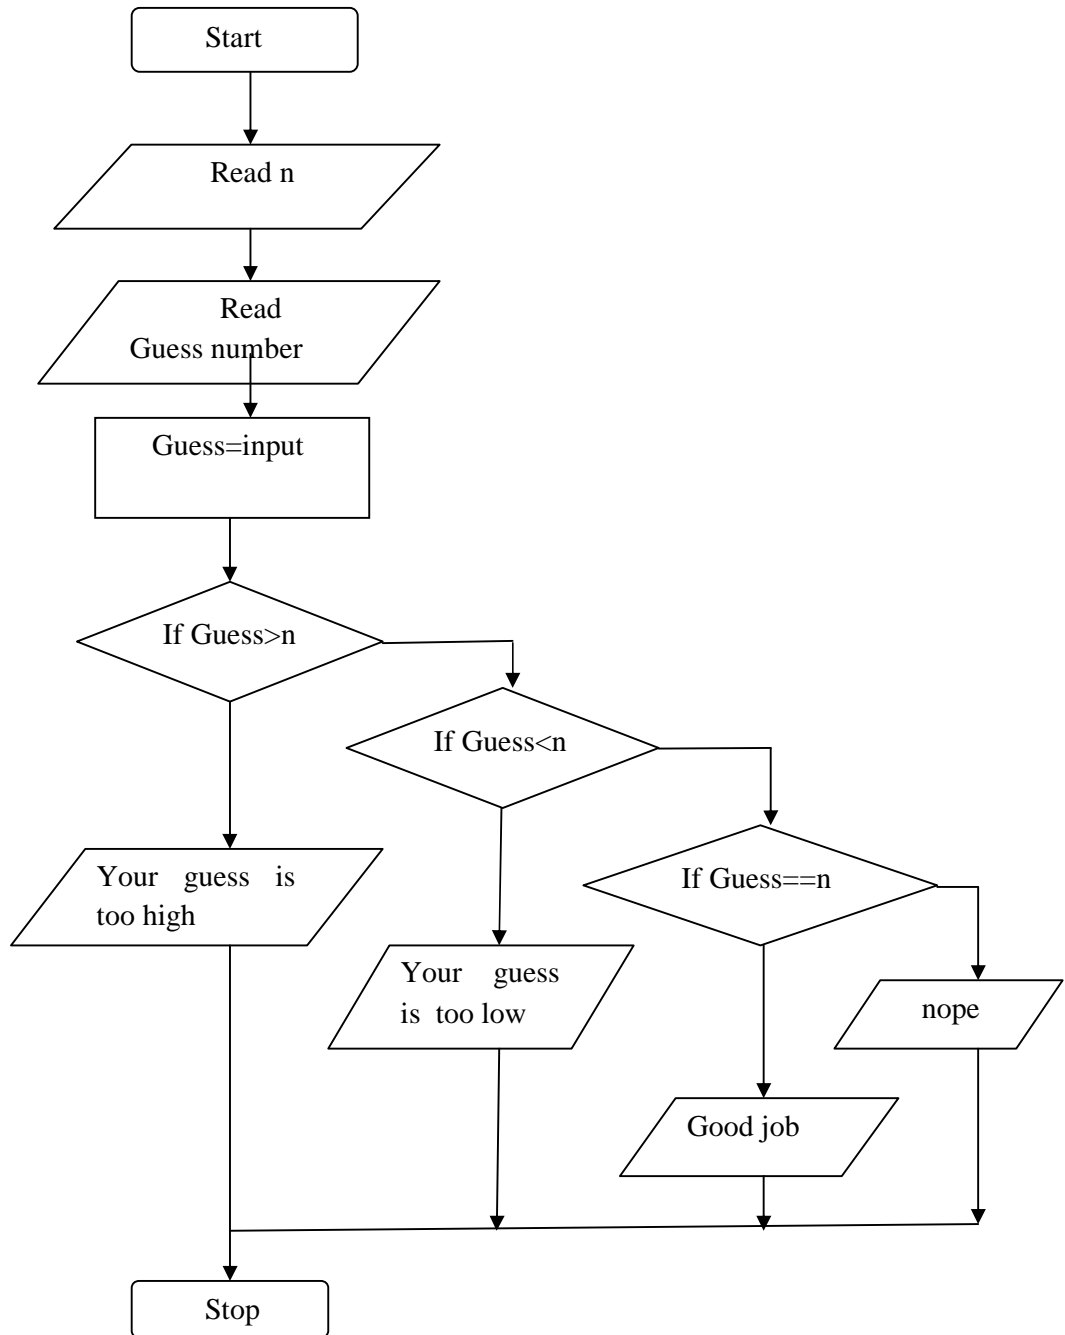 Start
Read n
Read
Guess number
Guess=input
If Guess>n
If Guess<n
If Guess==n
Your guess is
too high
Your guess
is too low
nope
Good job
Stop